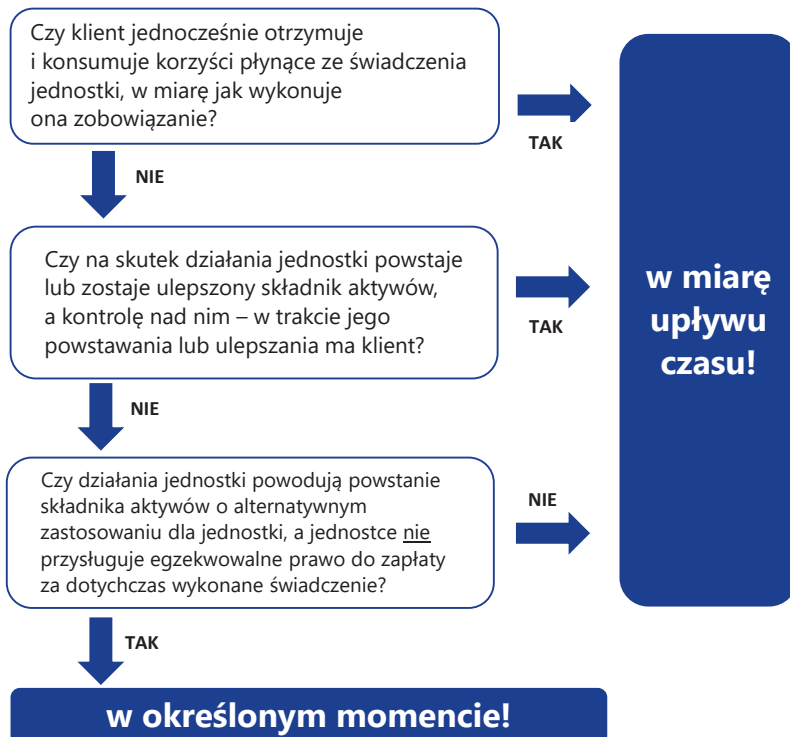 Czy klient jednocześnie otrzymuje
i konsumuje korzyści płynące ze świadczenia
jednostki, w miarę jak wykonuje
ona zobowiązanie?
TAK
NIE
Czy na skutek działania jednostki powstaje
lub zostaje ulepszony składnik aktywów,
a kontrolę nad nim – w trakcie jego
powstawania lub ulepszania ma klient?
TAK
w miarę
upływu
czasu!
NIE
Czy działania jednostki powodują powstanie
składnika aktywów o alternatywnym
zastosowaniu dla jednostki, a jednostce nie
przysługuje egzekwowalne prawo do zapłaty
za dotychczas wykonane świadczenie?
NIE
TAK
w określonym momencie!